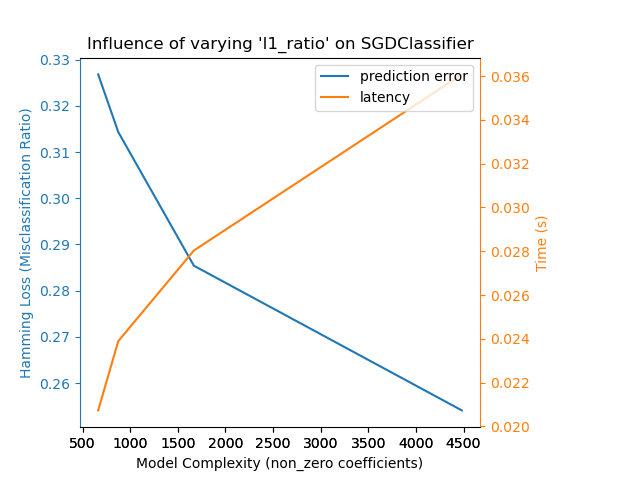 Influence of varying 'l1_ratio' on SGDClassifier
prediction error
latency
0.33
0.32
0.31
0.30
0.29
0.28
0.27
0.26
Hamming Loss (Misclassification Ratio)
0.036
0.034
0.032
0.030
0.028
0.026
0.024
0.022
0.020
Time (s)
500 1000 1500 2000 2500 3000 3500 4000 4500
Model Complexity (non_zero coefficients)